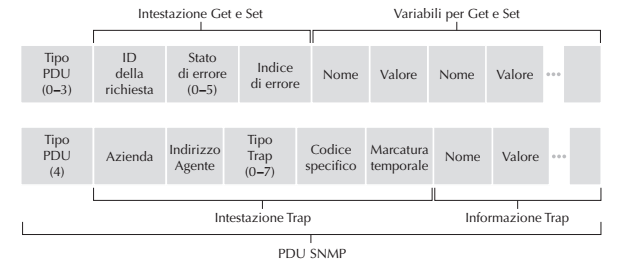 Intestazione Get e Set
Variabili per Get e Set
Tipo
PDU
(0–3)
ID
della
richiesta
Stato
di errore
(0–5)
Indice
di errore
Nome
Valore
Nome
Valore
•••
Tipo
PDU
(4)
Azienda
Indirizzo
Agente
Tipo
Trap
(0–7)
Codice
specifico
Marcatura
temporale
Nome
Valore
•••
Intestazione Trap
Informazione Trap
PDU SNMP